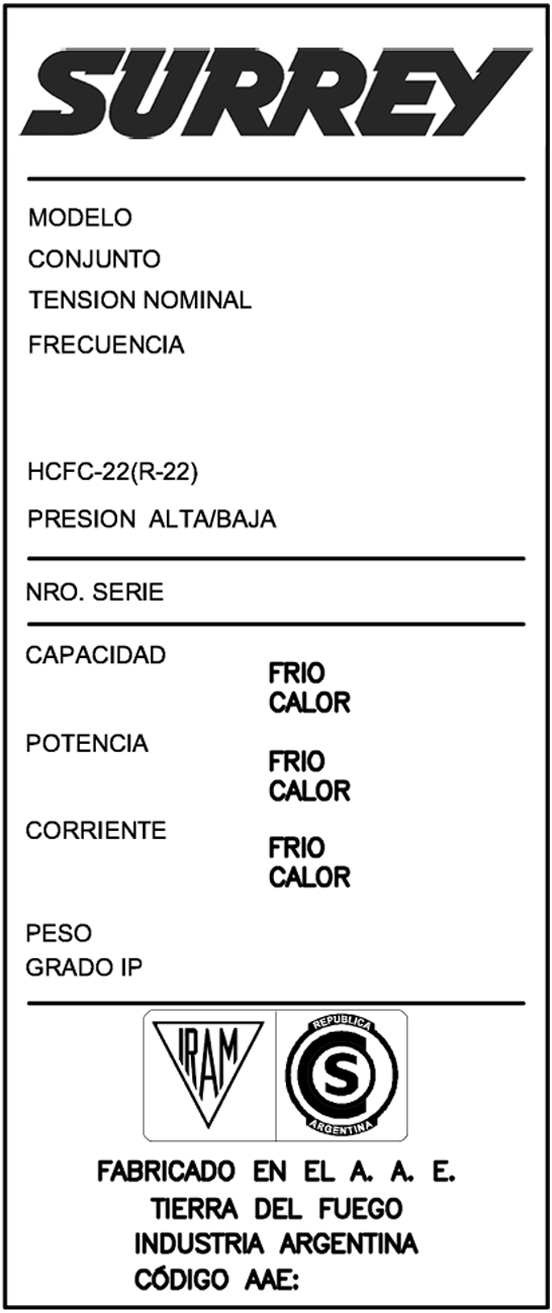 SURREY
MODELO
CONJUNTO
TENSION NOMINAL
FRECUENCIA
HCFC-22(R-22)
PRESION ALTA/BAJA
NRO. SERIE
CAPACIDAD
FRIO
CALOR
POTENCIA
FRIO
CALOR
CORRIENTE
FRIO
CALOR
PESO
GRADO IP
IRAM
REPUBLICA
S
ARGENTINA
FABRICADO EN EL A. A. E.
TIERRA DEL FUEGO
INDUSTRIA ARGENTINA
CÓDIGO AAE: